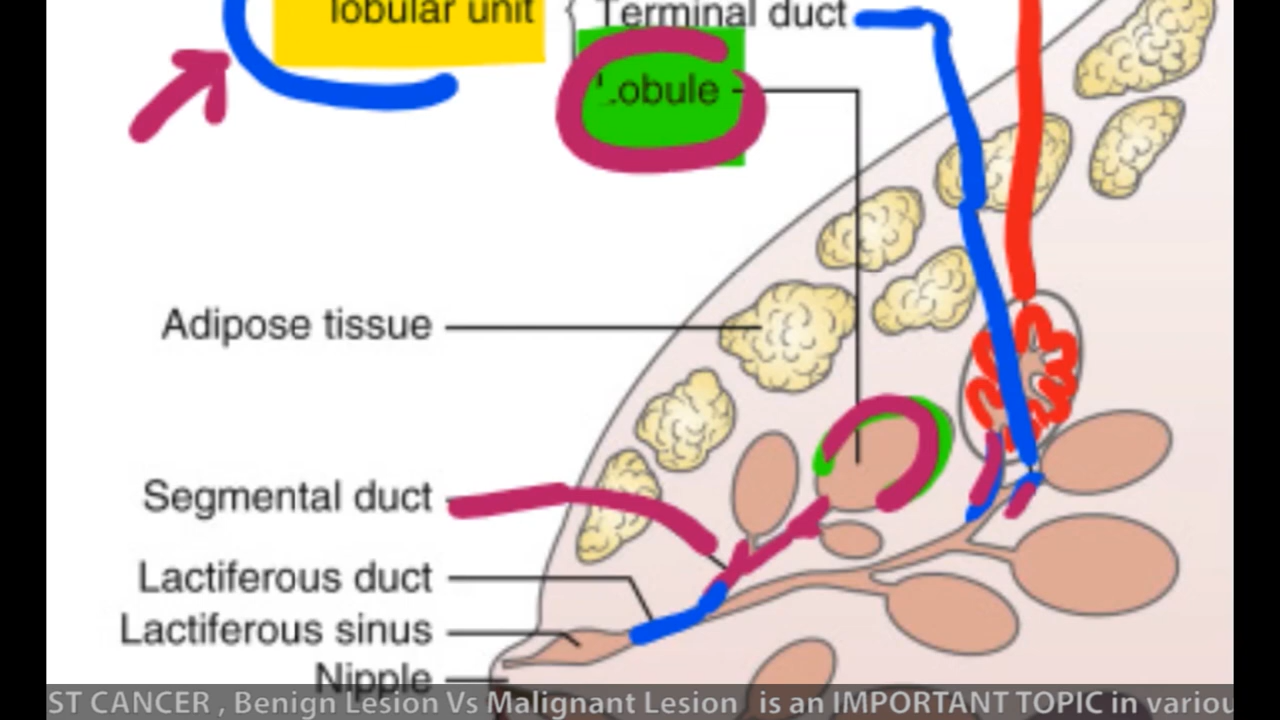 lobular unit
Terminal duct
Lobule
Adipose tissue
Segmental duct
Lactiferous duct
Lactiferous sinus
Nipple
ST CANCER , Benign Lesion Vs Malignant Lesion is an IMPORTANT TOPIC in variou